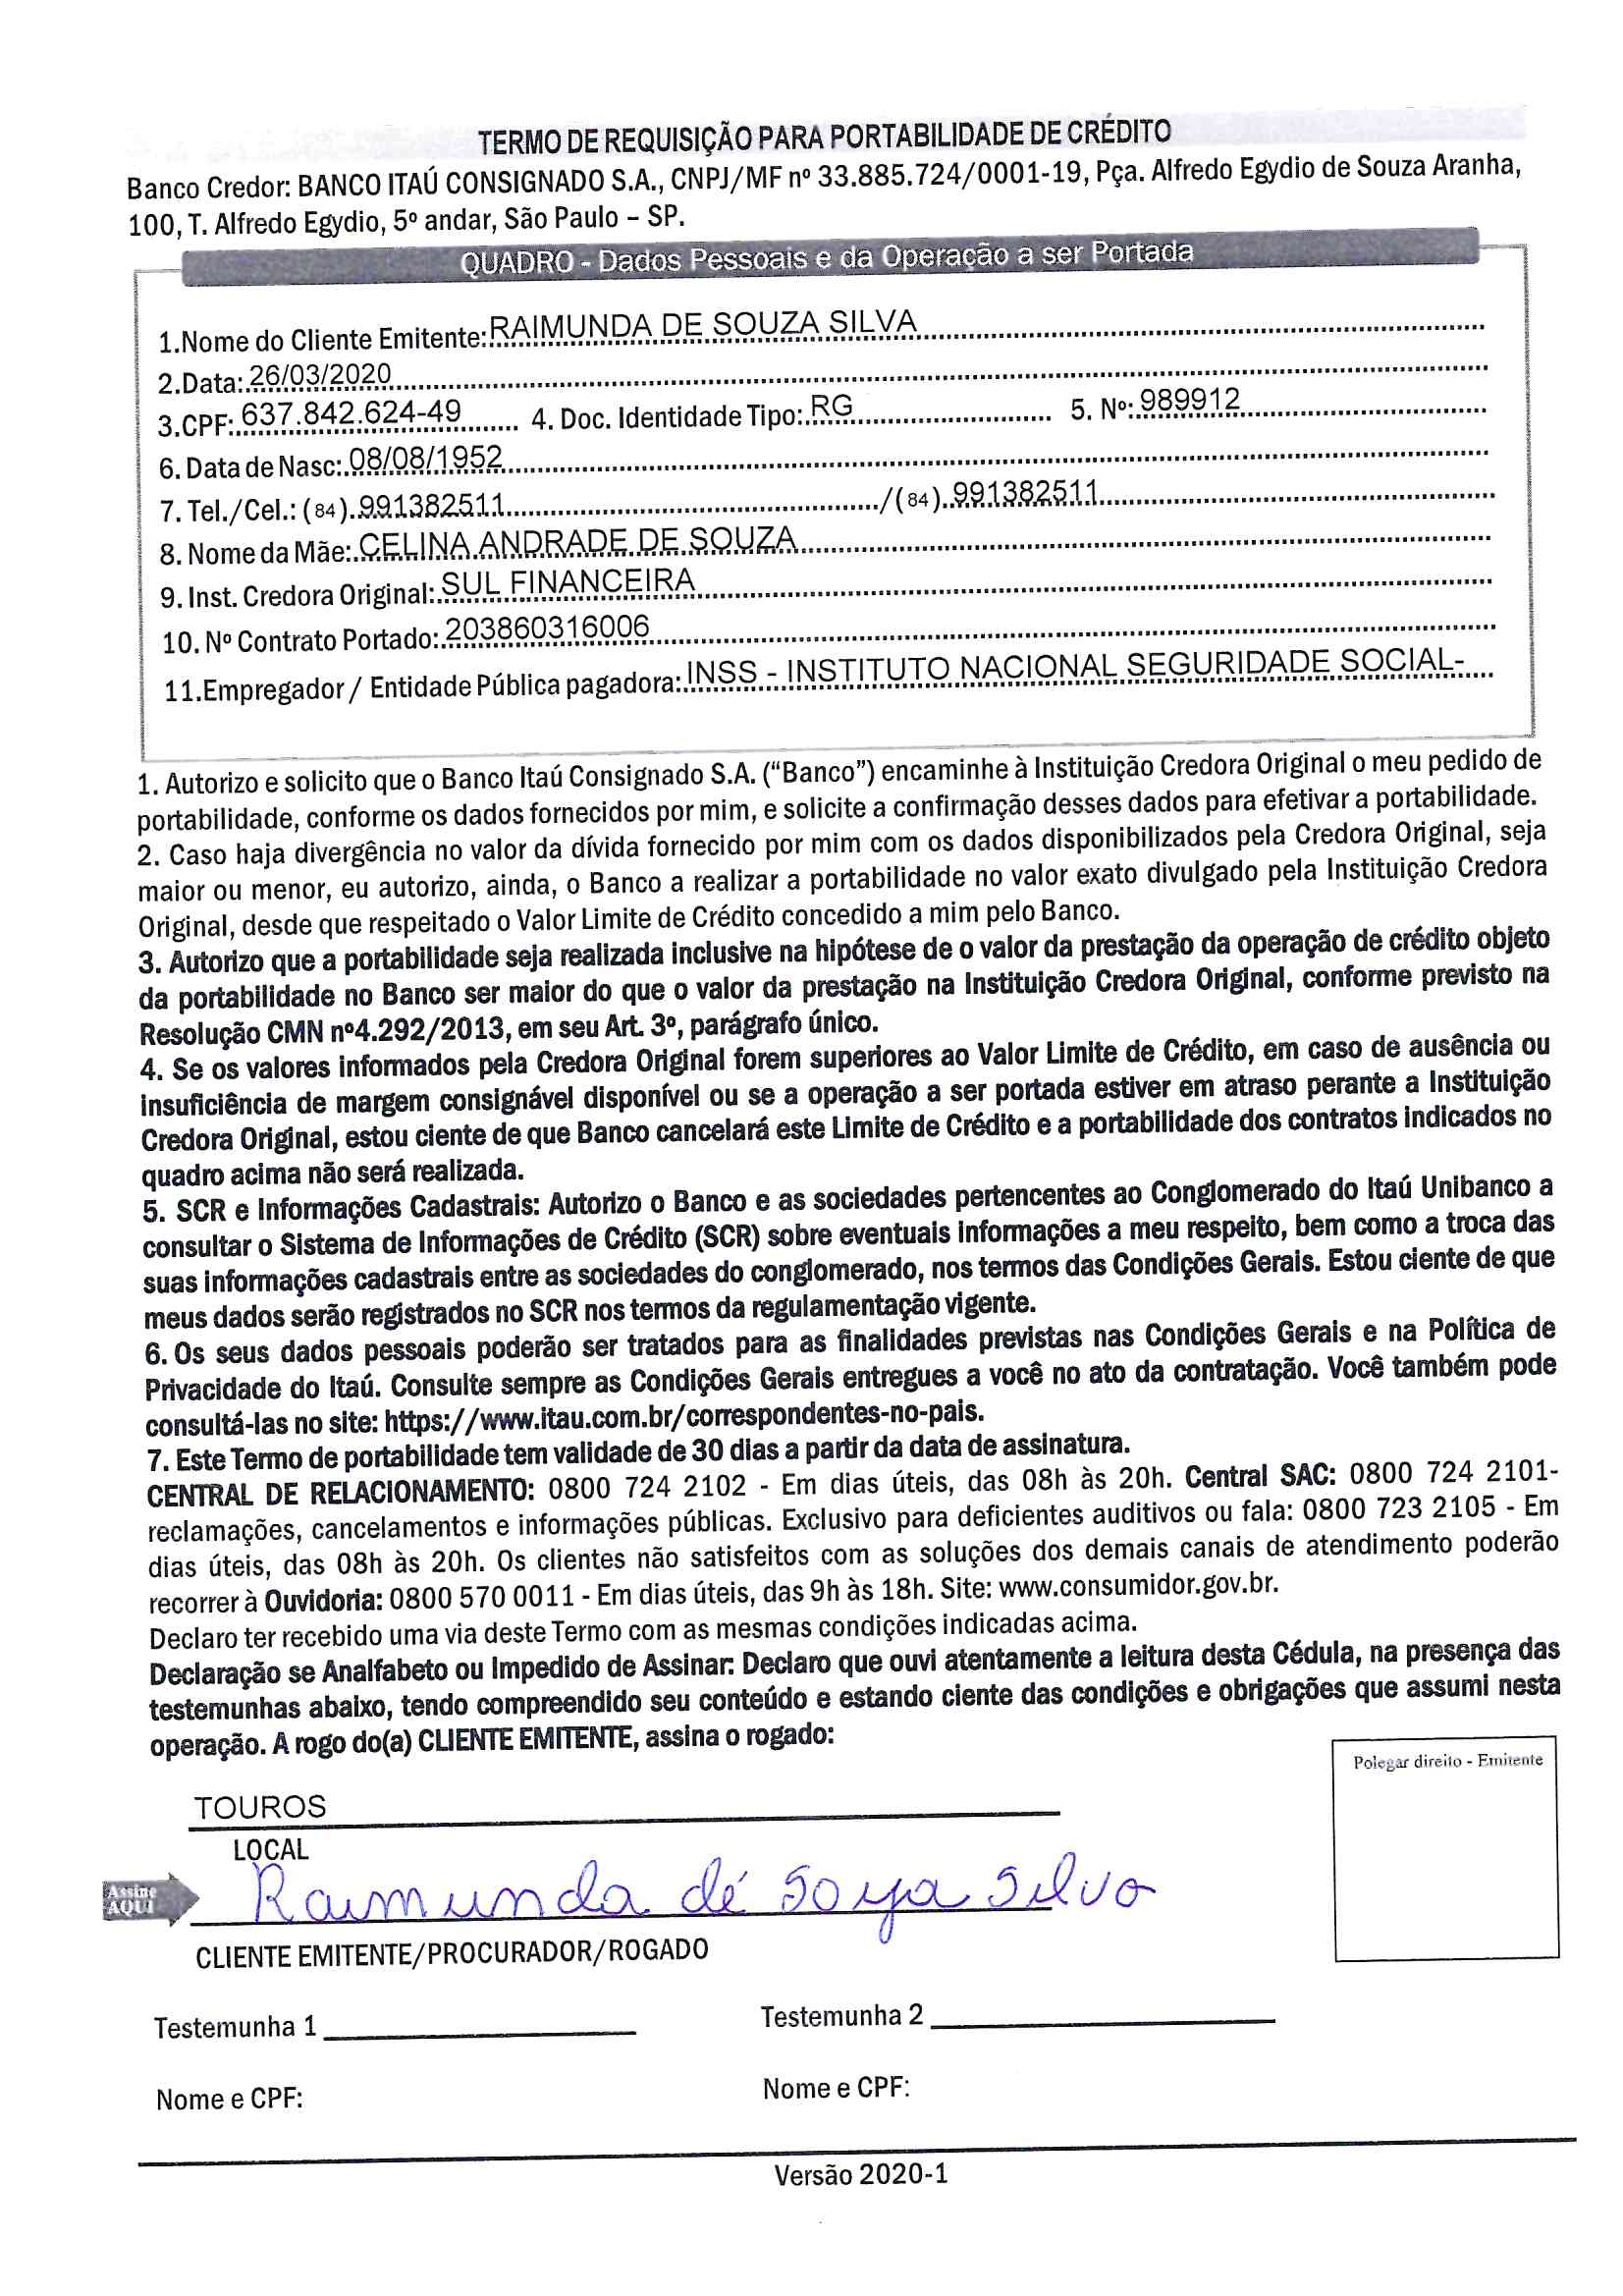 TERMO DE REQUISIÇÃO PARA PORTABILIDADE DE CRÉDITO
Banco Credor: BANCO ITAÚ CONSIGNADO S.A., CNPJ/MF nº 33.885.724/0001-19, Pça. Alfredo Egydio de Souza Aranha,
100, T. Alfredo Egydio, 5º andar, São Paulo – SP.
QUADRO - Dados Pessoais e da Operação a ser Portada
1.Nome do Cliente Emitente: RAIMUNDA DE SOUZA SILVA
2.Data: 26/03/2020
3.CPF: 637.842.624-49 4. Doc. Identidade Tipo: RG 5. Nº: 989912
6. Data de Nasc: 08/08/1952
7. Tel./Cel.: (84) 991382511 /(84) 991382511
8. Nome da Mãe: CELINA ANDRADE DE SOUZA
9. Inst. Credora Original: SUL FINANCEIRA
10. Nº Contrato Portado: 203860316006
11.Empregador / Entidade Pública pagadora: INSS - INSTITUTO NACIONAL SEGURIDADE SOCIAL-
1. Autorizo e solicito que o Banco Itaú Consignado S.A. (“Banco”) encaminhe à Instituição Credora Original o meu pedido de
portabilidade, conforme os dados fornecidos por mim, e solicite a confirmação desses dados para efetivar a portabilidade.
2. Caso haja divergência no valor da dívida fornecido por mim com os dados disponibilizados pela Credora Original, seja
maior ou menor, eu autorizo, ainda, o Banco a realizar a portabilidade no valor exato divulgado pela Instituição Credora
Original, desde que respeitado o Valor Limite de Crédito concedido a mim pelo Banco.
3. Autorizo que a portabilidade seja realizada inclusive na hipótese de o valor da prestação da operação de crédito objeto
da portabilidade no Banco ser maior do que o valor da prestação na Instituição Credora Original, conforme previsto na
Resolução CMN nº4.292/2013, em seu Art. 3º, parágrafo único.
4. Se os valores informados pela Credora Original forem superiores ao Valor Limite de Crédito, em caso de ausência ou
insuficiência de margem consignável disponível ou se a operação a ser portada estiver em atraso perante a Instituição
Credora Original, estou ciente de que Banco cancelará este Limite de Crédito e a portabilidade dos contratos indicados no
quadro acima não será realizada.
5. SCR e Informações Cadastrais: Autorizo o Banco e as sociedades pertencentes ao Conglomerado do Itaú Unibanco a
consultar o Sistema de Informações de Crédito (SCR) sobre eventuais informações a meu respeito, bem como a troca das
suas informações cadastrais entre as sociedades do conglomerado, nos termos das Condições Gerais. Estou ciente de que
meus dados serão registrados no SCR nos termos da regulamentação vigente.
6. Os seus dados pessoais poderão ser tratados para as finalidades previstas nas Condições Gerais e na Política de
Privacidade do Itaú. Consulte sempre as Condições Gerais entregues a você no ato da contratação. Você também pode
consultá-las no site: https://www.itau.com.br/correspondentes-no-pais.
7. Este Termo de portabilidade tem validade de 30 dias a partir da data de assinatura.
CENTRAL DE RELACIONAMENTO: 0800 724 2102 - Em dias úteis, das 08h às 20h. Central SAC: 0800 724 2101-
reclamações, cancelamentos e informações públicas. Exclusivo para deficientes auditivos ou fala: 0800 723 2105 - Em
dias úteis, das 08h às 20h. Os clientes não satisfeitos com as soluções dos demais canais de atendimento poderão
recorrer à Ouvidoria: 0800 570 0011 - Em dias úteis, das 9h às 18h. Site: www.consumidor.gov.br.
Declaro ter recebido uma via deste Termo com as mesmas condições indicadas acima.
Declaração se Analfabeto ou Impedido de Assinar: Declaro que ouvi atentamente a leitura desta Cédula, na presença das
testemunhas abaixo, tendo compreendido seu conteúdo e estando ciente das condições e obrigações que assumi nesta
operação. A rogo do(a) CLIENTE EMITENTE, assina o rogado:
Polegar direito - Emitente
TOUROS
LOCAL
Assine
AQUI
Raimunda dé Soya Silva
CLIENTE EMITENTE/PROCURADOR/ROGADO
Testemunha 1 Testemunha 2
Nome e CPF: Nome e CPF:
Versão 2020-1